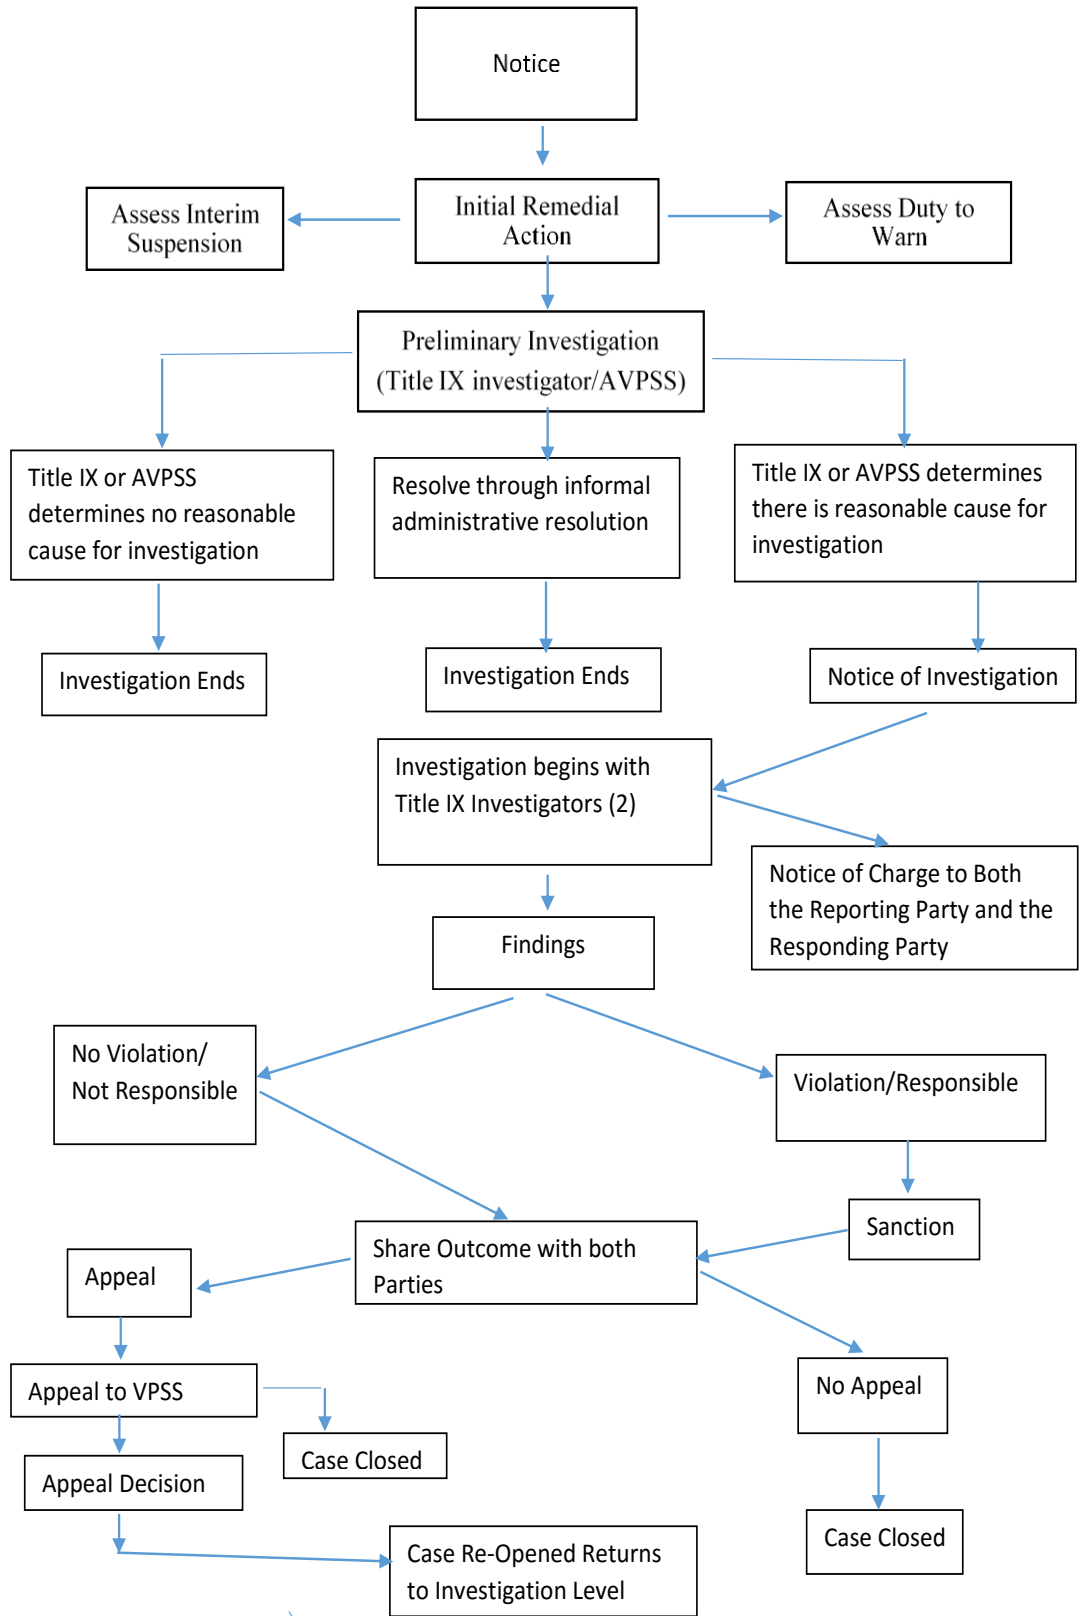 Notice
Assess Interim
Suspension
Initial Remedial
Action
Assess Duty to
Warn
Preliminary Investigation
(Title IX investigator/AVPSS)
Title IX or AVPSS
determines no reasonable
cause for investigation
Resolve through informal
administrative resolution
Title IX or AVPSS determines
there is reasonable cause for
investigation
Investigation Ends
Investigation Ends
Notice of Investigation
Investigation begins with
Title IX Investigators (2)
Notice of Charge to Both
the Reporting Party and the
Responding Party
Findings
No Violation/
Not Responsible
Violation/Responsible
Sanction
Share Outcome with both
Parties
Appeal
Appeal to VPSS
No Appeal
Case Closed
Appeal Decision
Case Closed
Case Re-Opened Returns
to Investigation Level